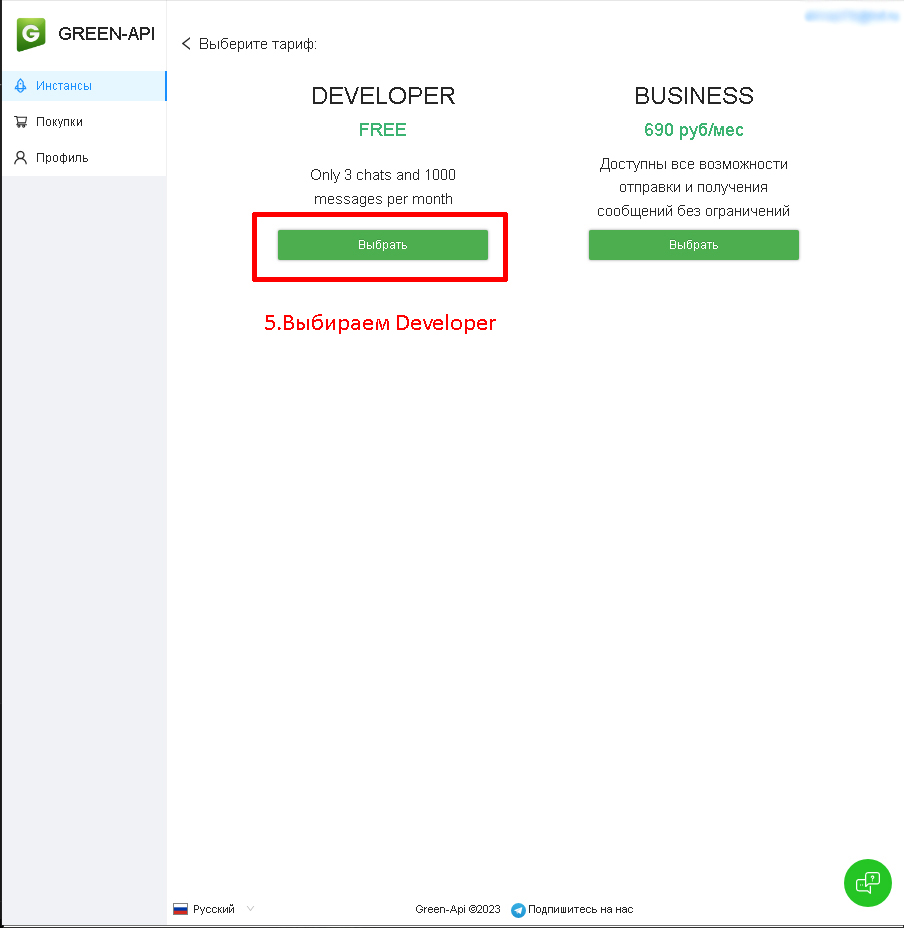 GREEN-API
Инстансы
Покупки
Профиль
Выберите тариф:
DEVELOPER
FREE
Only 3 chats and 1000
messages per month
Выбрать
5.Выбираем Developer
BUSINESS
690 руб/мес
Доступны все возможности
отправки и получения
сообщений без ограничений
Выбрать
Русский
Green-Api ©2023
Подпишитесь на нас